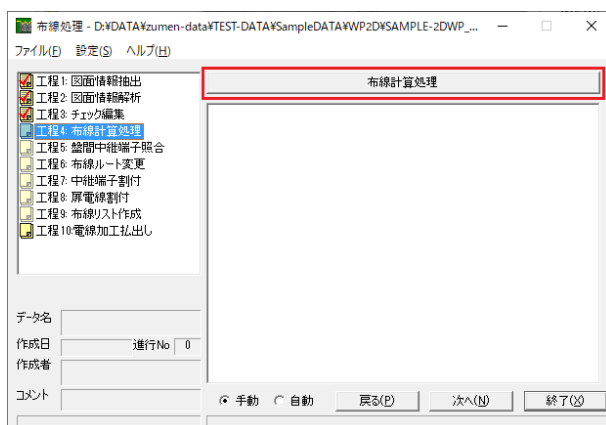 布線処理 - D:¥DATA¥zumen-data¥TEST-DATA¥SampleDATA¥WP2D¥SAMPLE-2DWP_...
ファイル(F) 設定(S) ヘルプ(H)
工程1: 図面情報抽出
工程2: 図面情報解析
工程3: チェック編集
工程4: 布線計算処理
工程5: 盤間中継端子照合
工程6: 布線ルート変更
工程7: 中継端子割付
工程8: 扉電線割付
工程9: 布線リスト作成
工程10:電線加工払出し
布線計算処理
データ名
作成日 進行No 0
作成者
コメント
手動 自動 戻る(P) 次へ(N) 終了(X)